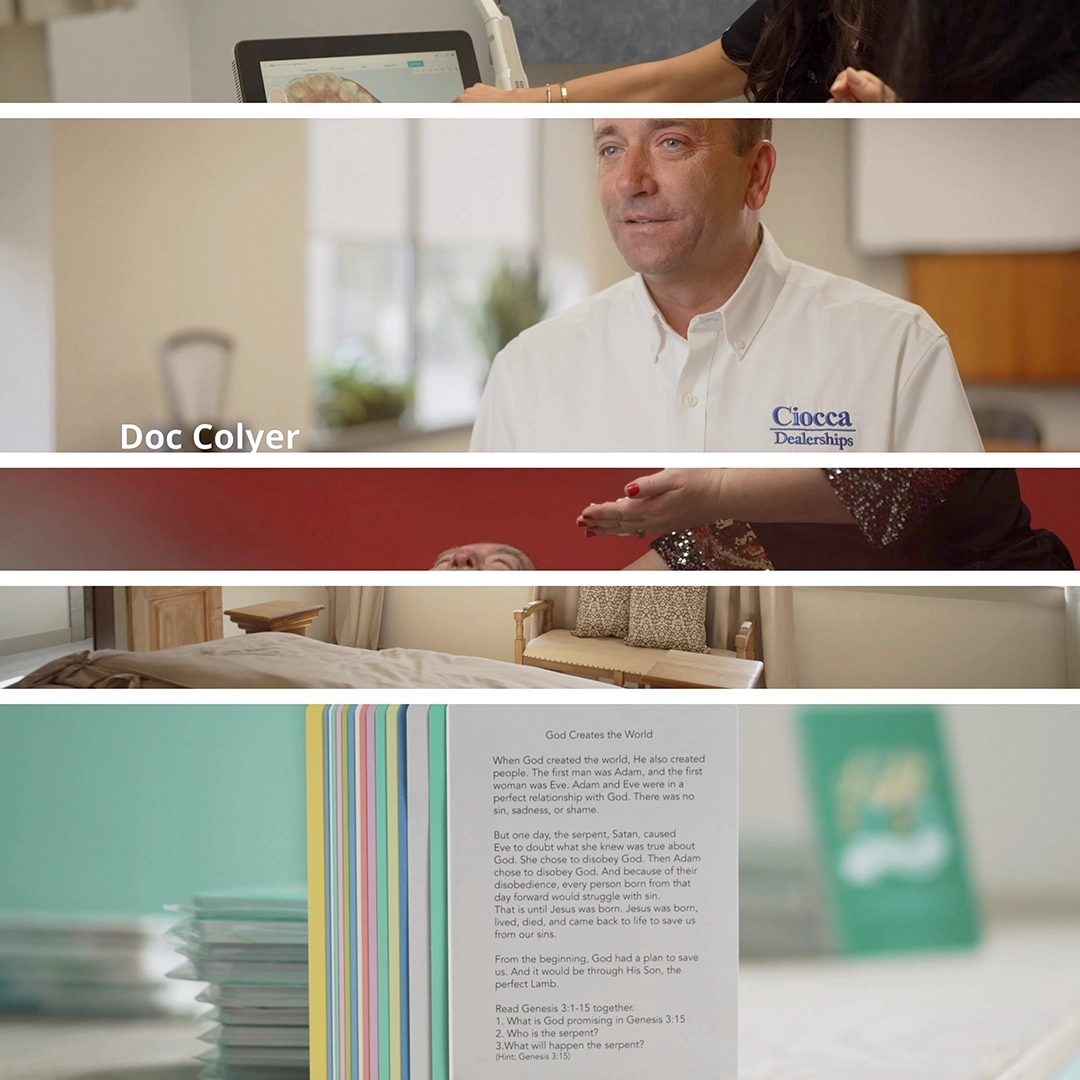 Doc Colyer
Ciocca
Dealerships
God Creates the World
When God created the world, He also created
people. The first man was Adam, and the first
woman was Eve. Adam and Eve were in a
perfect relationship with God. There was no
sin, sadness, or shame.
But one day, the serpent, Satan, caused
Eve to doubt what she knew was true about
God. She chose to disobey God. Then Adam
chose to disobey God. And because of their
disobedience, every person born from that
day forward would struggle with sin.
That is until Jesus was born. Jesus was born,
lived, died, and came back to life to save us
from our sins.
From the beginning, God had a plan to save
us. And it would be through His Son, the
perfect Lamb.
Read Genesis 3:1-15 together.
1. What is God promising in Genesis 3:15
2. Who is the serpent?
3.What will happen the serpent?
(Hint: Genesis 3:15)